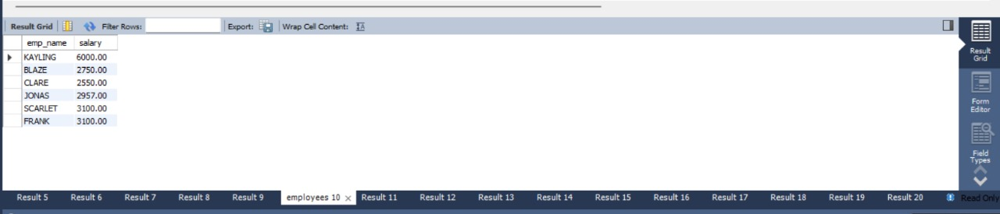 Result Grid Filter Rows: Export: Wrap Cell Content:
emp_name salary
KAYLING 6000.00
BLAZE 2750.00
CLARE 2550.00
JONAS 2957.00
SCARLET 3100.00
FRANK 3100.00
Result
Grid
Form
Editor
Field
Types
Result 5 Result 6 Result 7 Result 8 Result 9 employees 10 Result 11 Result 12 Result 13 Result 14 Result 15 Result 16 Result 17 Result 18 Result 19 Result 20 Read Only